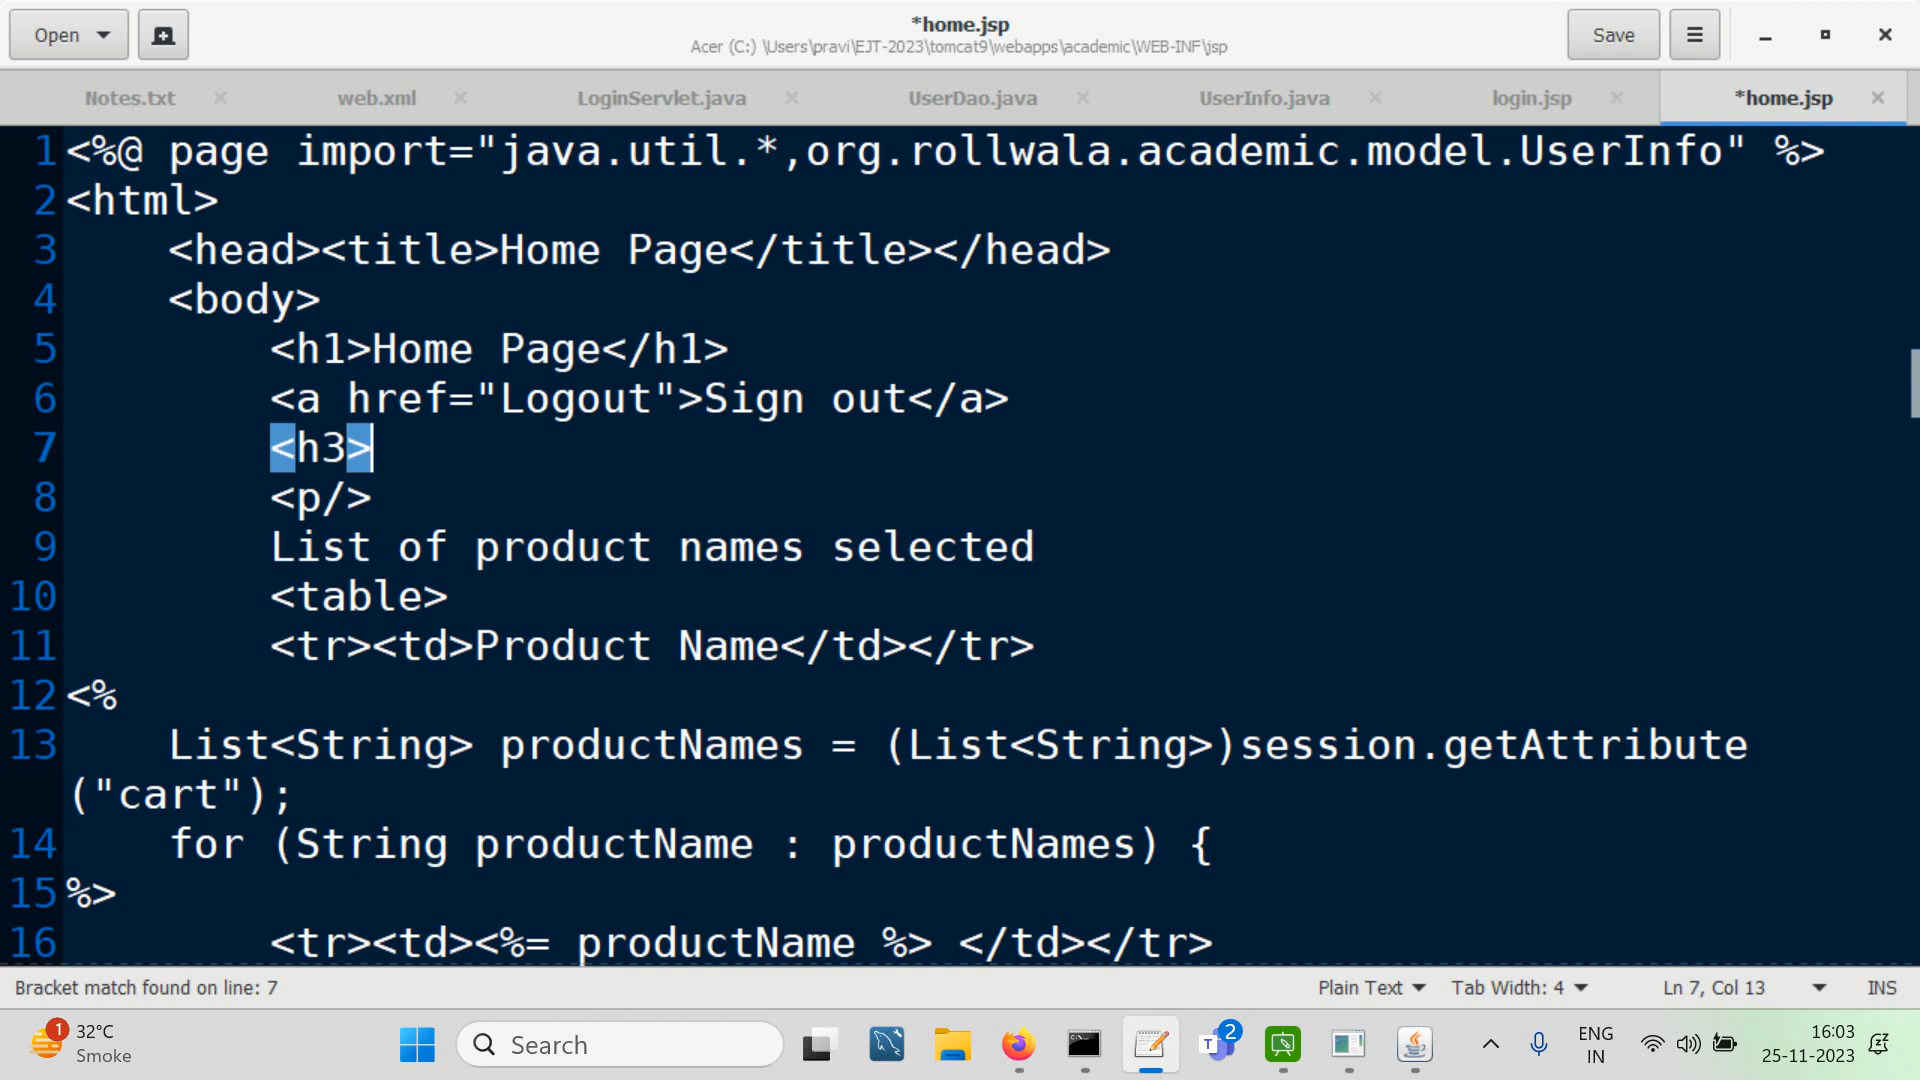 Open
*home.jsp
Acer (C:) \Users\pravi\EJT-2023\tomcat9\webapps\academic\WEB-INF\jsp
Save
Notes.txt
web.xml
LoginServlet.java
UserDao.java
UserInfo.java
login.jsp
*home.jsp
1 <%@ page import="java.util.*,org.rollwala.academic.model.UserInfo" %>
2 <html>
3 <head><title>Home Page</title></head>
4 <body>
5 <h1>Home Page</h1>
6 <a href="Logout">Sign out</a>
7 <h3>
8 <p/>
9 List of product names selected
10 <table>
11 <tr><td>Product Name</td></tr>
12 <%
13 List<String> productNames = (List<String>)session.getAttribute
("cart");
14 for (String productName : productNames) {
15 %>
16 <tr><td><%= productName %> </td></tr>
Bracket match found on line: 7
Plain Text
Tab Width: 4
Ln 7, Col 13
INS
1
32°C
Smoke
Search
T
2
ENG
IN
16:03
25-11-2023